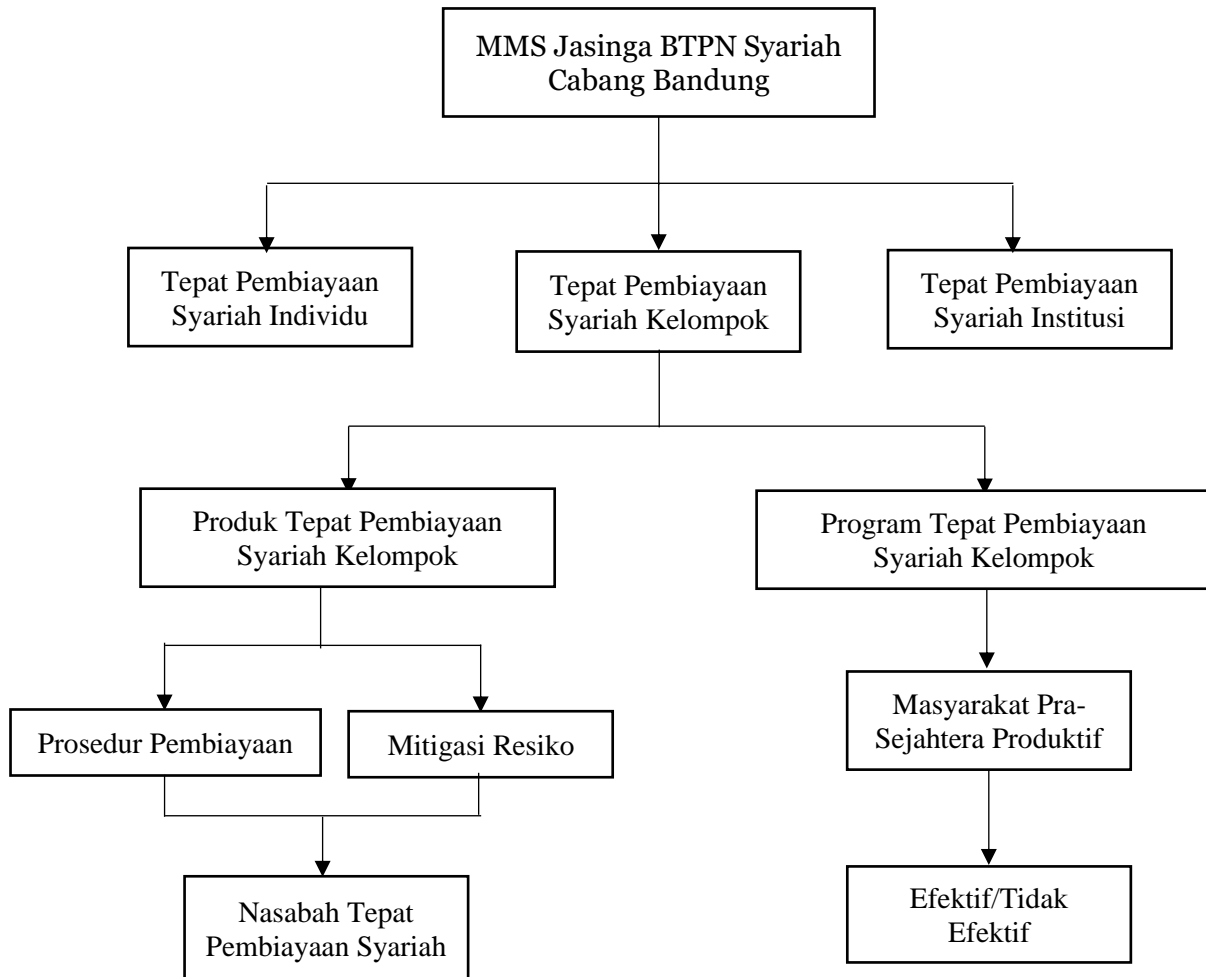 MMS Jasinga BTPN Syariah
Cabang Bandung
Tepat Pembiayaan
Syariah Individu
Tepat Pembiayaan
Syariah Kelompok
Tepat Pembiayaan
Syariah Institusi
Produk Tepat Pembiayaan
Syariah Kelompok
Program Tepat Pembiayaan
Syariah Kelompok
Prosedur Pembiayaan
Mitigasi Resiko
Masyarakat Pra-
Sejahtera Produktif
Nasabah Tepat
Pembiayaan Syariah
Efektif/Tidak
Efektif